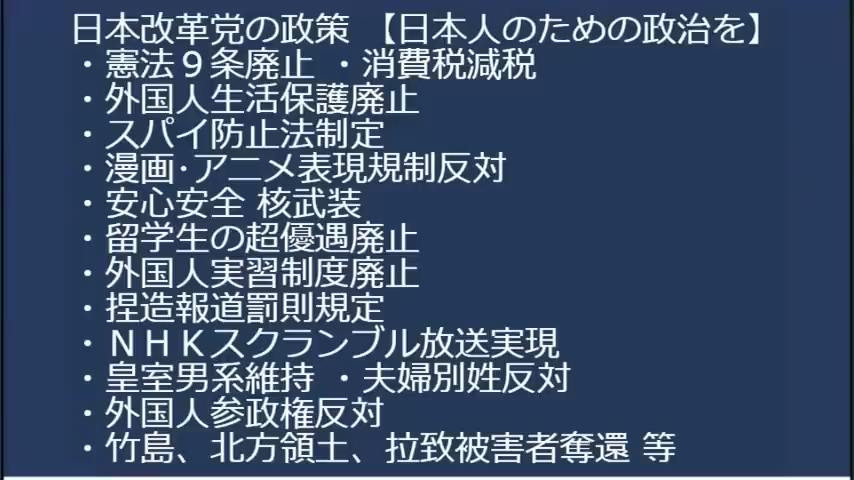 日本改革党の政策 【日本人のための政治を】
・憲法９条廃止 ・消費税減税
・外国人生活保護廃止
・スパイ防止法制定
・漫画･アニメ表現規制反対
・安心安全 核武装
・留学生の超優遇廃止
・外国人実習制度廃止
・捏造報道罰則規定
・ＮＨＫスクランブル放送実現
・皇室男系維持 ・夫婦別姓反対
・外国人参政権反対
・竹島、北方領土、拉致被害者奪還 等